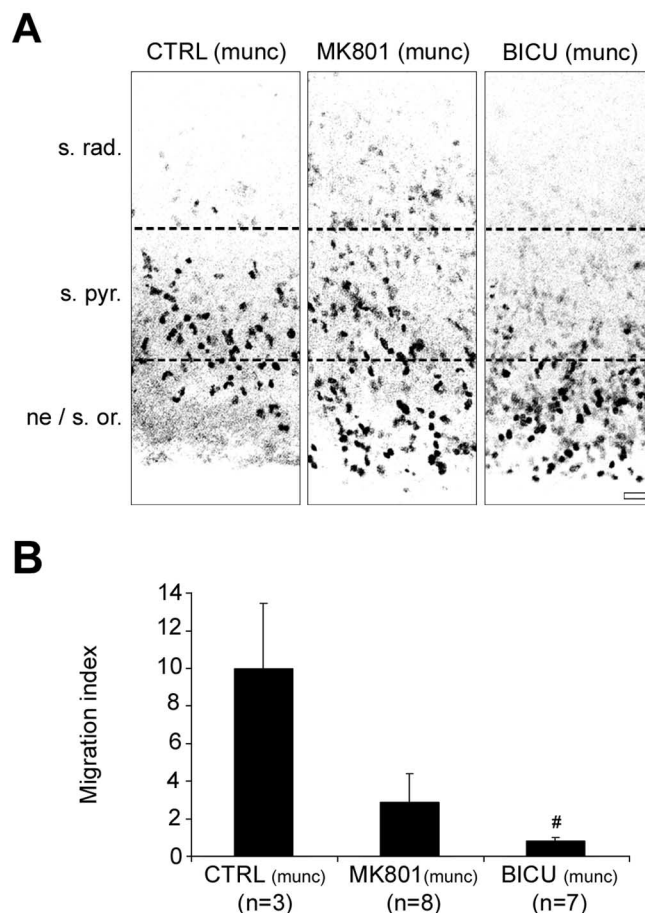 A
CTRL (munc) MK801 (munc) BICU (munc)
s. rad.
s. pyr.
ne / s. or.
B
Migration index
14
12
10
8
6
4
2
0
#
CTRL (munc) MK801 (munc) BICU (munc)
(n=3) (n=8) (n=7)